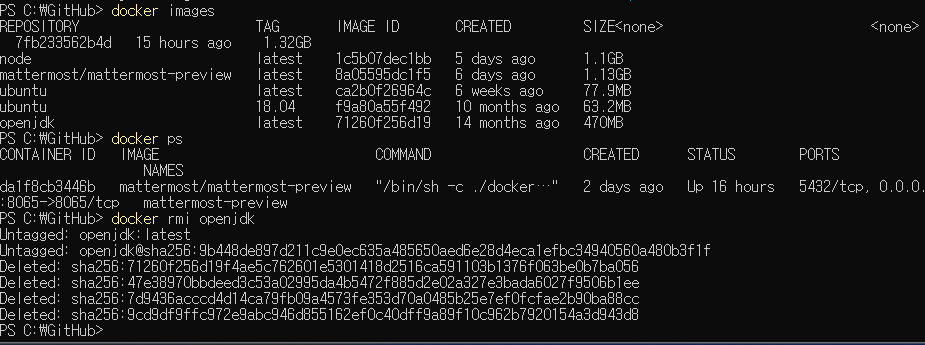 PS C:₩GitHub> docker images
REPOSITORY                      TAG       IMAGE ID       CREATED         SIZE<none>                          <none>
  7fb233562b4d   15 hours ago    1.32GB
node                            latest    1c5b07dec1bb   5 days ago      1.1GB
mattermost/mattermost-preview   latest    8a05595dc1f5   6 days ago      1.13GB
ubuntu                          latest    ca2b0f26964c   6 weeks ago     77.9MB
ubuntu                          18.04     f9a80a55f492   10 months ago   63.2MB
openjdk                         latest    71260f256d19   14 months ago   470MB
PS C:₩GitHub> docker ps
CONTAINER ID   IMAGE                           COMMAND                   CREATED      STATUS        PORTS
                 NAMES
da1f8cb3446b   mattermost/mattermost-preview   "/bin/sh -c ./docker…"   2 days ago   Up 16 hours   5432/tcp, 0.0.0.
:8065->8065/tcp   mattermost-preview
PS C:₩GitHub> docker rmi openjdk
Untagged: openjdk:latest
Untagged: openjdk@sha256:9b448de897d211c9e0ec635a485650aed6e28d4eca1efbc34940560a480b3f1f
Deleted: sha256:71260f256d19f4ae5c762601e5301418d2516ca591103b1376f063be0b7ba056
Deleted: sha256:47e38970bbdeed3c53a02995da4b5472f885d2e02a327e3bada6027f9506b1ee
Deleted: sha256:7d9436acccd4d14ca79fb09a4573fe353d70a0485b25e7ef0fcfae2b90ba88cc
Deleted: sha256:9cd9df9ffc972e9abc946d855162ef0c40dff9a89f10c962b7920154a3d943d8
PS C:₩GitHub>